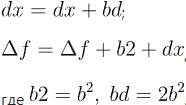 dx = dx + bd;
Δf = Δf + b2 + dx,
где b2 = b², bd = 2b²,